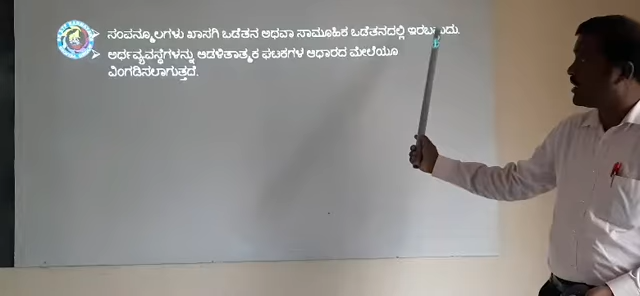 ಸಂಪನ್ಮೂಲಗಳು ಖಾಸಗಿ ಒಡೆತನ ಅಥವಾ ಸಾಮೂಹಿಕ ಒಡೆತನದಲ್ಲಿ ಇರಬಹುದು.
ಅರ್ಥವ್ಯವಸ್ಥೆಗಳನ್ನು ಆಡಳಿತಾತ್ಮಕ ಘಟಕಗಳ ಆಧಾರದ ಮೇಲೆಯೂ
ವಿಂಗಡಿಸಲಾಗುತ್ತದೆ.